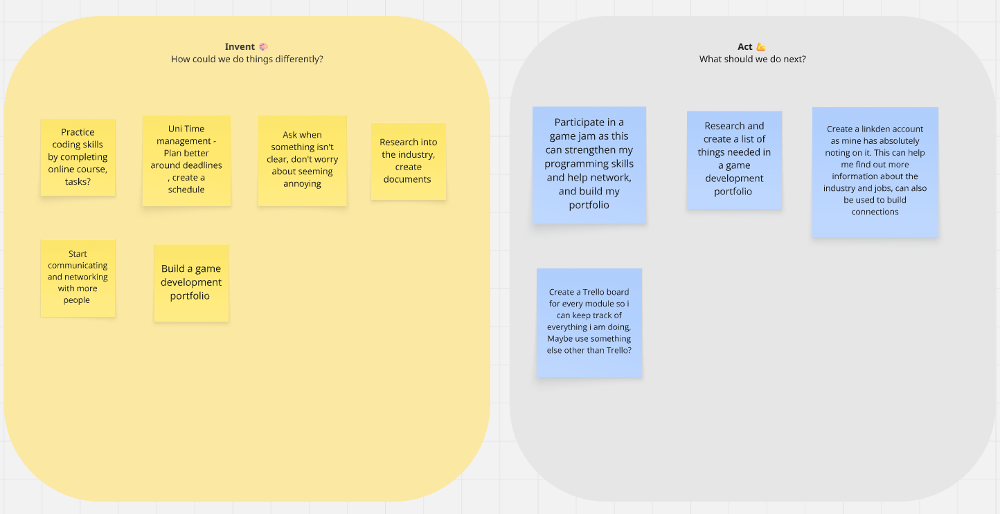 Invent 🎨
How could we do things differently?
Practice
coding skills
by completing
online course,
tasks?
Uni Time
management -
Plan better
around deadlines
, create a
schedule
Ask when
something isn't
clear, don't worry
about seeming
annoying
Research into
the industry,
create
documents
Start
communicating
and networking
with more
people
Build a game
development
portfolio
Act 💪
What should we do next?
Participate in a
game jam as this
can strengthen my
programming skills
and help network,
and build my
portfolio
Research and
create a list of
things needed in
a game
development
portfolio
Create a linkden account
as mine has absolutely
noting on it. This can help
me find out more
information about the
industry and jobs, can also
be used to build
connections
Create a Trello board
for every module so i
can keep track of
everything i am doing,
Maybe use something
else other than Trello?